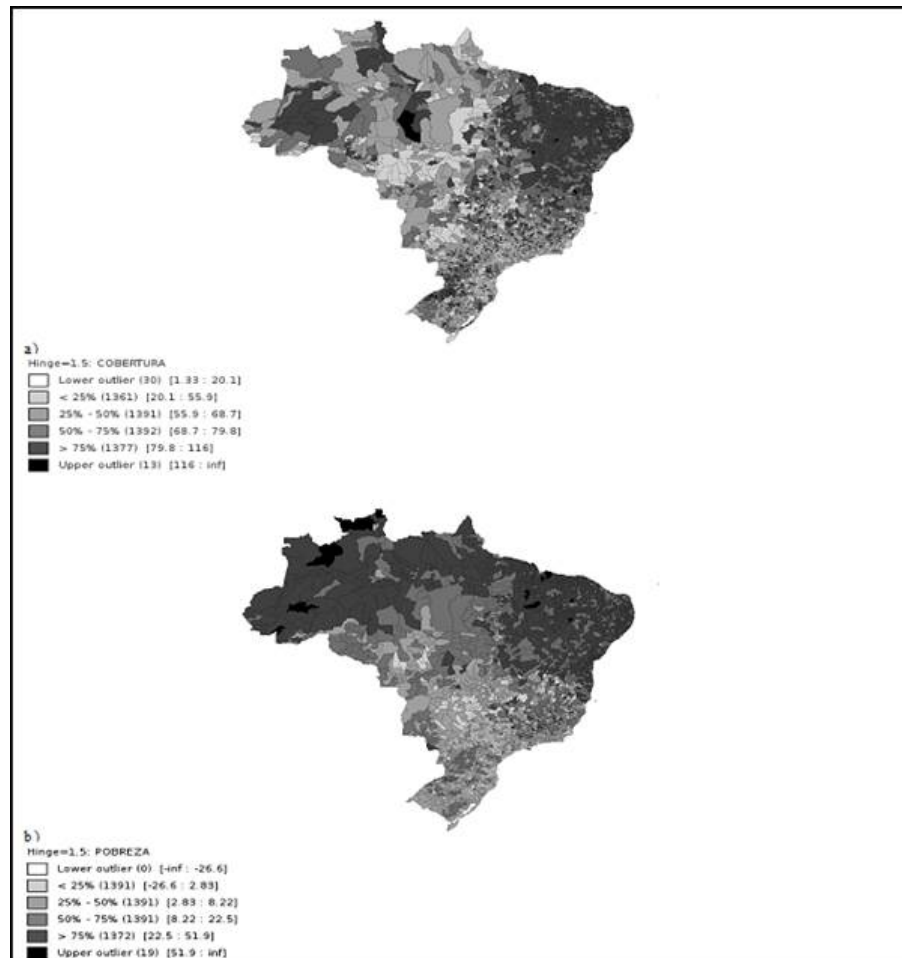 a)
Hinge=1.5: COBERTURA
Lower outlier (30) [1.33 : 20.1]
< 25% (1361) [20.1 : 55.9]
25% - 50% (1391) [55.9 : 68.7]
50% - 75% (1392) [68.7 : 79.8]
> 75% (1377) [79.8 : 116]
Upper outlier (13) [116 : inf]
b)
Hinge=1.5: POBREZA
Lower outlier (0) [-inf : -26.6]
< 25% (1391) [-26.6 : 2.83]
25% - 50% (1391) [2.83 : 8.22]
50% - 75% (1391) [8.22 : 22.5]
> 75% (1372) [22.5 : 51.9]
Upper outlier (19) [51.9 : inf]